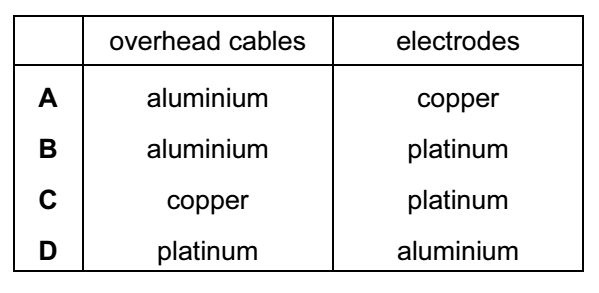 overhead cables electrodes
A aluminium copper
B aluminium platinum
C copper platinum
D platinum aluminium